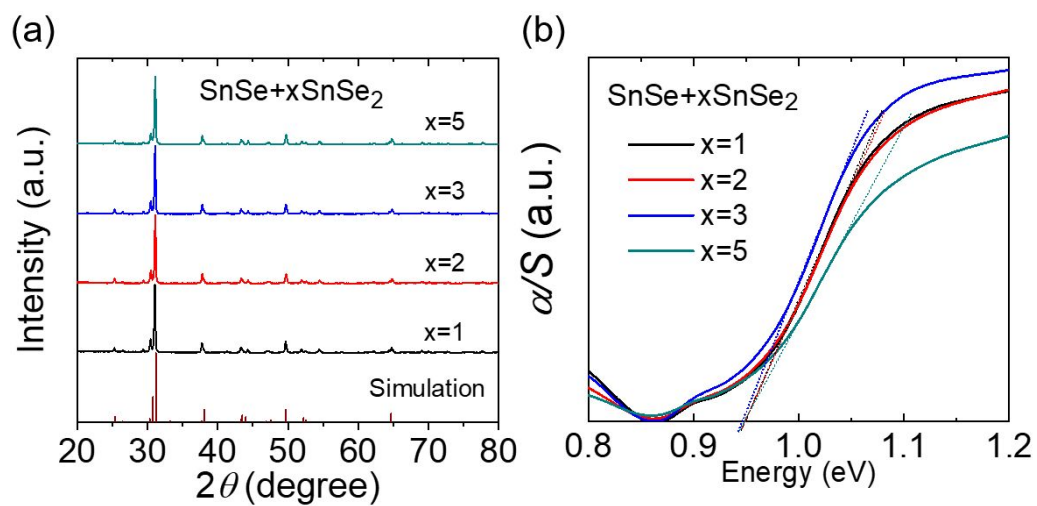 (a)
SnSe+xSnSe₂
x=5
x=3
x=2
x=1
Simulation
Intensity (a.u.)
20 30 40 50 60 70 80
2θ (degree)
(b)
SnSe+xSnSe₂
x=1
x=2
x=3
x=5
α/S (a.u.)
0.8 0.9 1.0 1.1 1.2
Energy (eV)